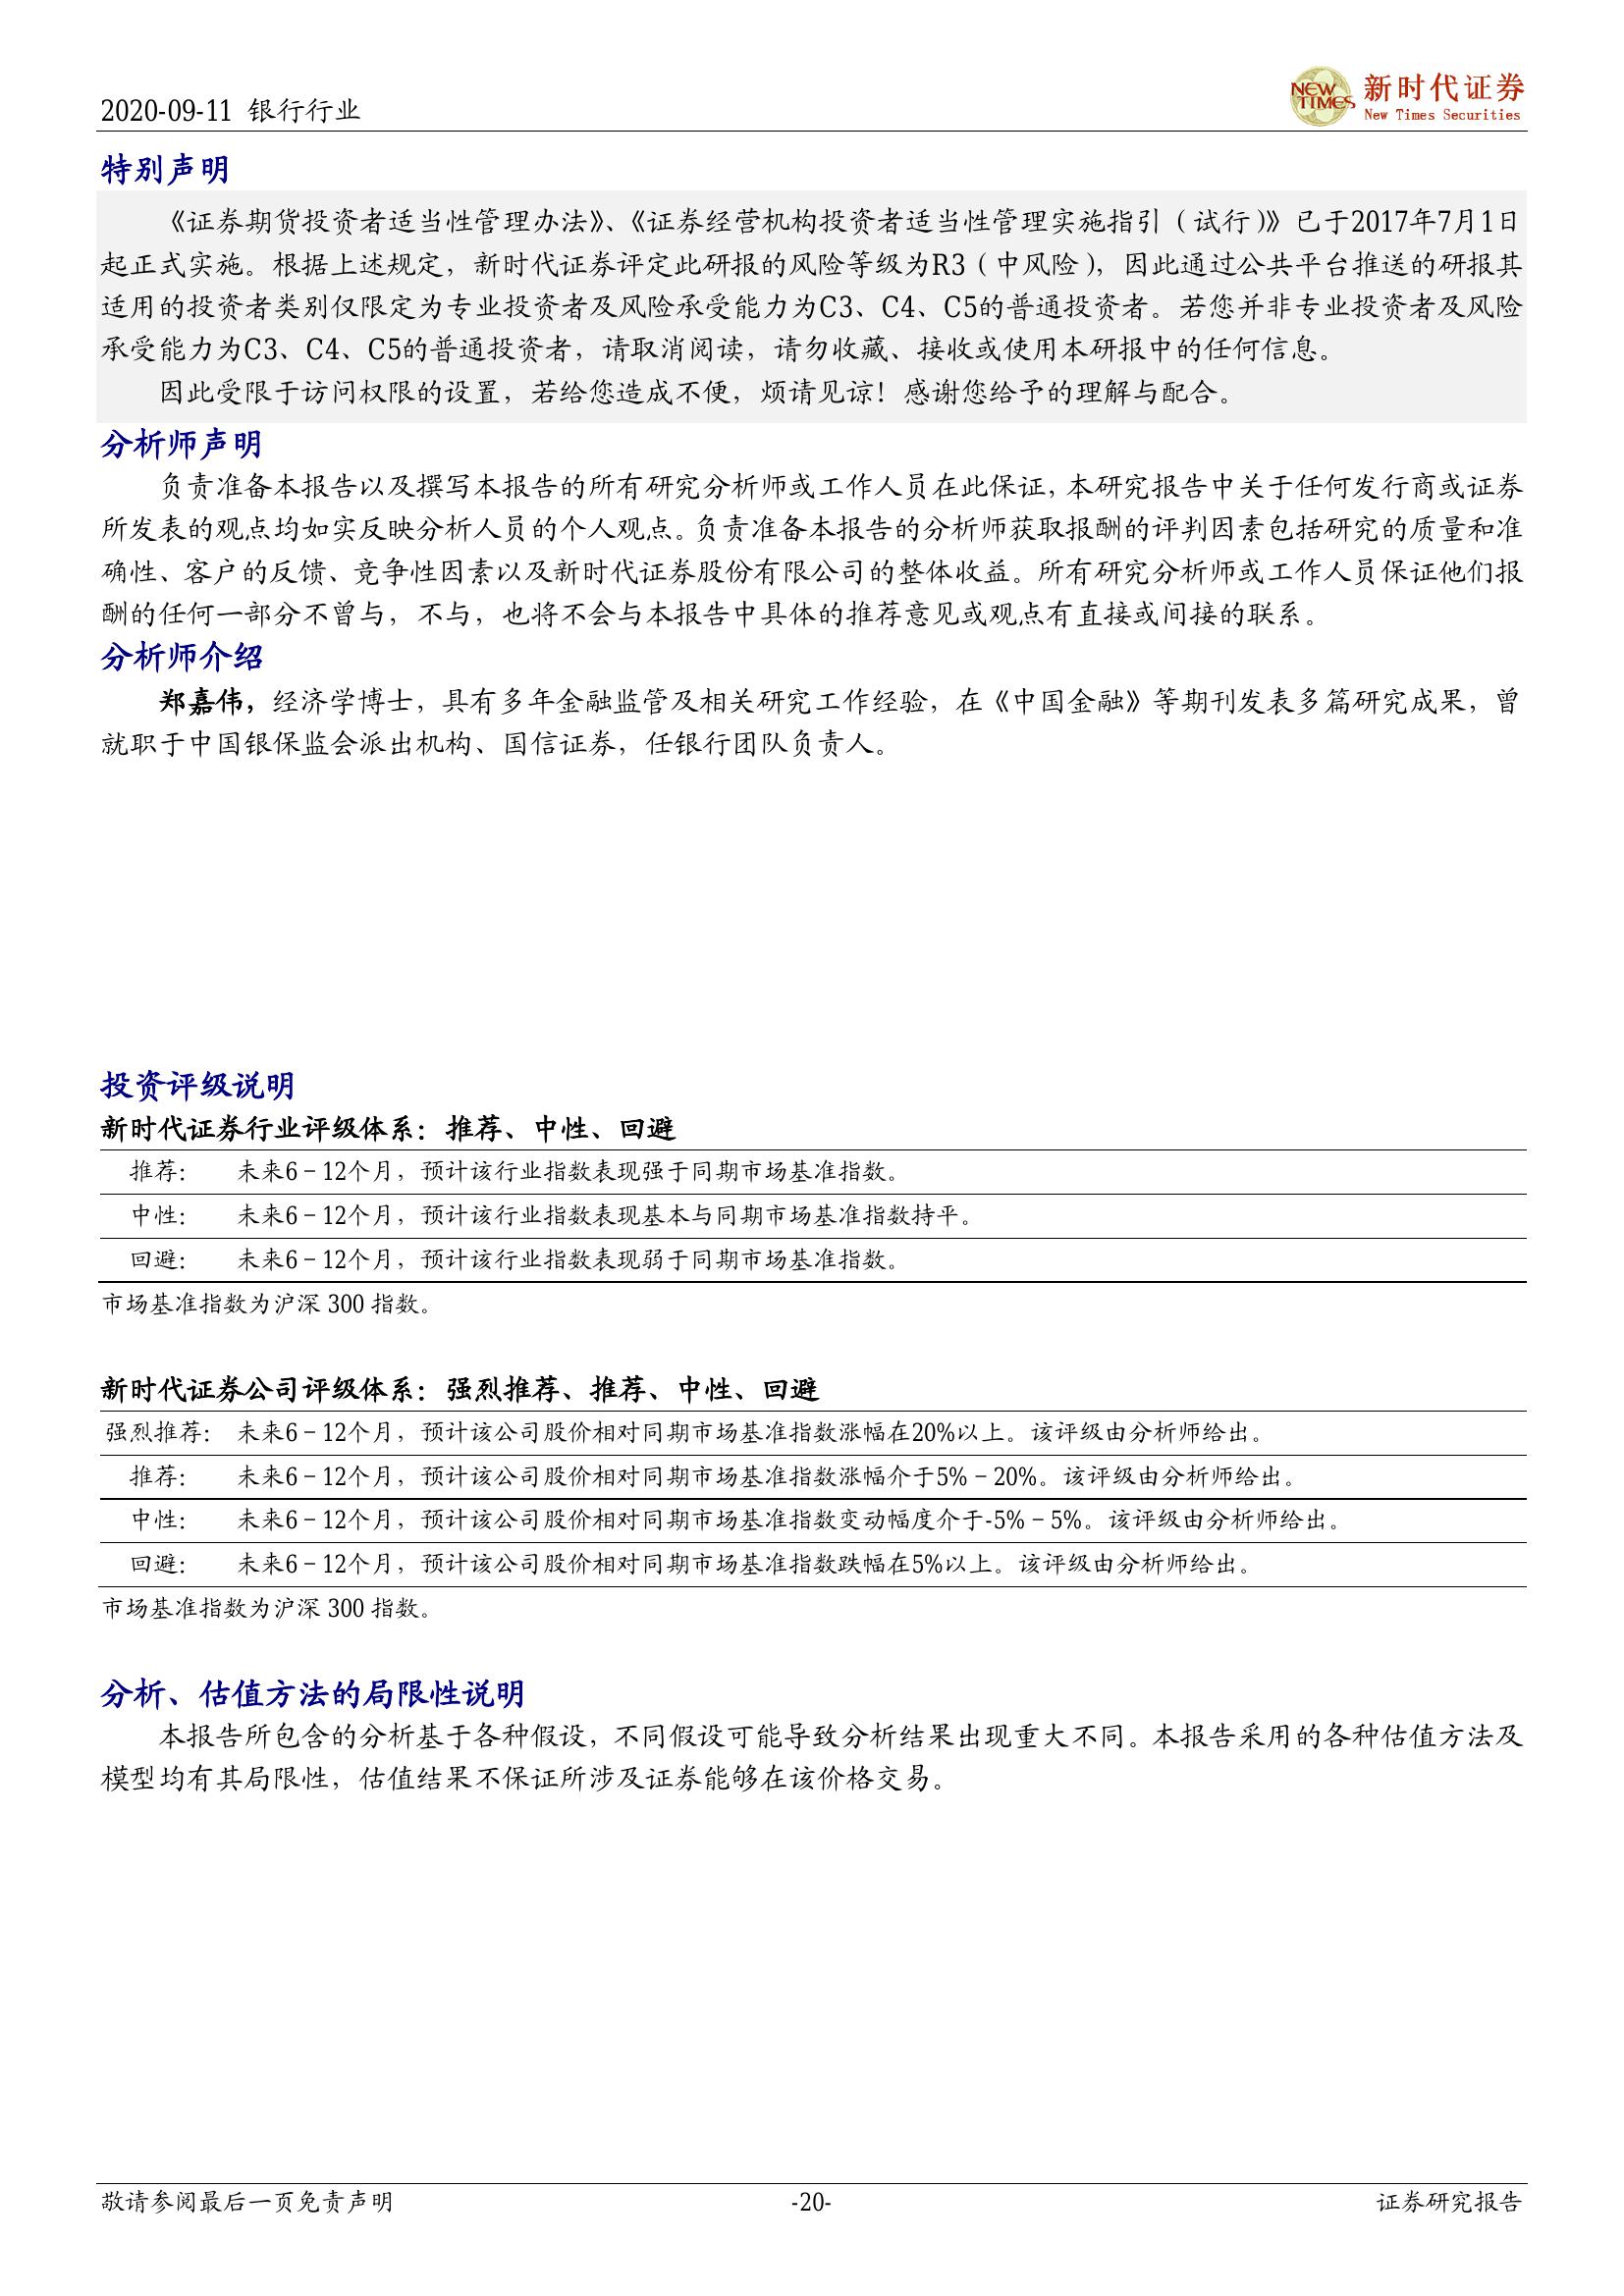 2020-09-11 银行行业
NEW TIMES
新时代证券
New Times Securities
特别声明
《证券期货投资者适当性管理办法》、《证券经营机构投资者适当性管理实施指引（试行）》已于2017年7月1日
起正式实施。根据上述规定，新时代证券评定此研报的风险等级为R3（中风险），因此通过公共平台推送的研报其
适用的投资者类别仅限定为专业投资者及风险承受能力为C3、C4、C5的普通投资者。若您并非专业投资者及风险
承受能力为C3、C4、C5的普通投资者，请取消阅读，请勿收藏、接收或使用本研报中的任何信息。
因此受限于访问权限的设置，若给您造成不便，烦请见谅！感谢您给予的理解与配合。
分析师声明
负责准备本报告以及撰写本报告的所有研究分析师或工作人员在此保证，本研究报告中关于任何发行商或证券
所发表的观点均如实反映分析人员的个人观点。负责准备本报告的分析师获取报酬的评判因素包括研究的质量和准
确性、客户的反馈、竞争性因素以及新时代证券股份有限公司的整体收益。所有研究分析师或工作人员保证他们报
酬的任何一部分不曾与，不与，也将不会与本报告中具体的推荐意见或观点有直接或间接的联系。
分析师介绍
郑嘉伟，经济学博士，具有多年金融监管及相关研究工作经验，在《中国金融》等期刊发表多篇研究成果，曾
就职于中国银保监会派出机构、国信证券，任银行团队负责人。
投资评级说明
新时代证券行业评级体系：推荐、中性、回避
推荐： 未来6－12个月，预计该行业指数表现强于同期市场基准指数。
中性： 未来6－12个月，预计该行业指数表现基本与同期市场基准指数持平。
回避： 未来6－12个月，预计该行业指数表现弱于同期市场基准指数。
市场基准指数为沪深 300 指数。
新时代证券公司评级体系：强烈推荐、推荐、中性、回避
强烈推荐： 未来6－12个月，预计该公司股价相对同期市场基准指数涨幅在20%以上。该评级由分析师给出。
推荐： 未来6－12个月，预计该公司股价相对同期市场基准指数涨幅介于5%－20%。该评级由分析师给出。
中性： 未来6－12个月，预计该公司股价相对同期市场基准指数变动幅度介于-5%－5%。该评级由分析师给出。
回避： 未来6－12个月，预计该公司股价相对同期市场基准指数跌幅在5%以上。该评级由分析师给出。
市场基准指数为沪深 300 指数。
分析、估值方法的局限性说明
本报告所包含的分析基于各种假设，不同假设可能导致分析结果出现重大不同。本报告采用的各种估值方法及
模型均有其局限性，估值结果不保证所涉及证券能够在该价格交易。
敬请参阅最后一页免责声明 -20- 证券研究报告